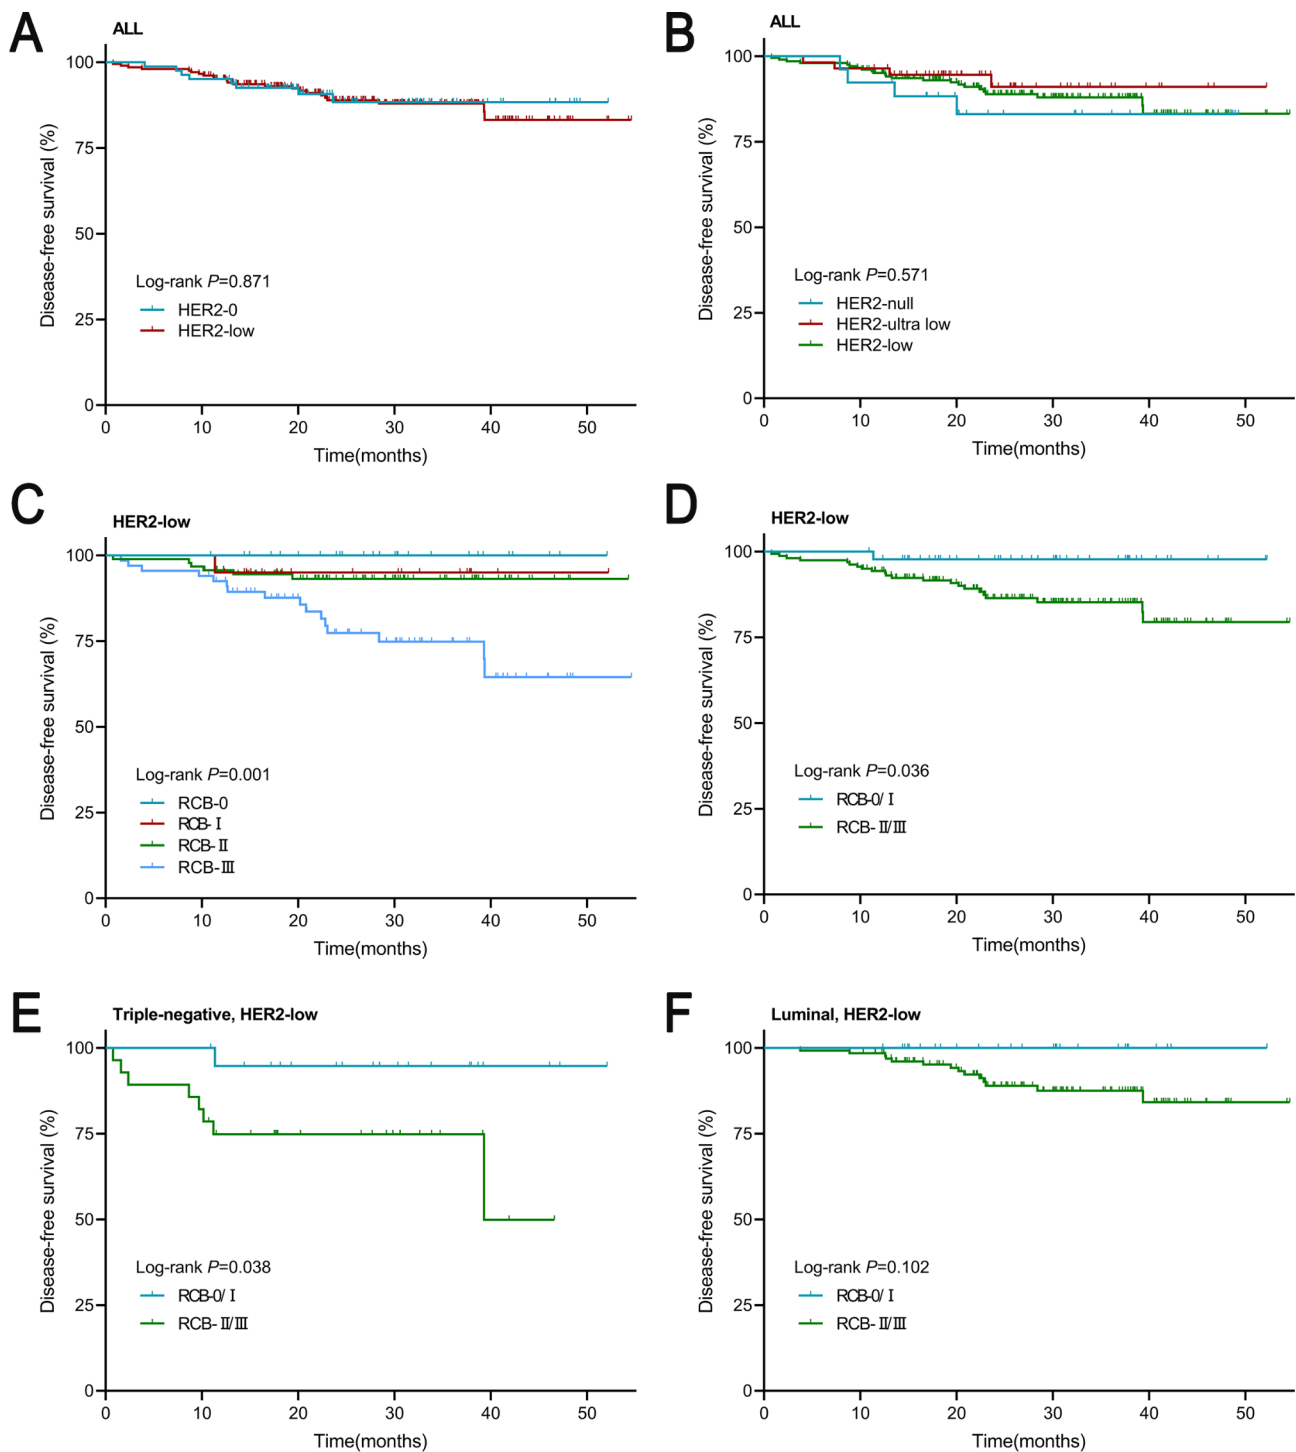 A
ALL
Disease-free survival (%)
100
75
50
25
0
Log-rank P=0.871
HER2-0
HER2-low
0 10 20 30 40 50
Time(months)
B
ALL
Disease-free survival (%)
100
75
50
25
0
Log-rank P=0.571
HER2-null
HER2-ultra low
HER2-low
0 10 20 30 40 50
Time(months)
C
HER2-low
Disease-free survival (%)
100
75
50
25
0
Log-rank P=0.001
RCB-0
RCB-Ⅰ
RCB-Ⅱ
RCB-Ⅲ
0 10 20 30 40 50
Time(months)
D
HER2-low
Disease-free survival (%)
100
75
50
25
0
Log-rank P=0.036
RCB-0/Ⅰ
RCB-Ⅱ/Ⅲ
0 10 20 30 40 50
Time(months)
E
Triple-negative, HER2-low
Disease-free survival (%)
100
75
50
25
0
Log-rank P=0.038
RCB-0/Ⅰ
RCB-Ⅱ/Ⅲ
0 10 20 30 40 50
Time(months)
F
Luminal, HER2-low
Disease-free survival (%)
100
75
50
25
0
Log-rank P=0.102
RCB-0/Ⅰ
RCB-Ⅱ/Ⅲ
0 10 20 30 40 50
Time(months)